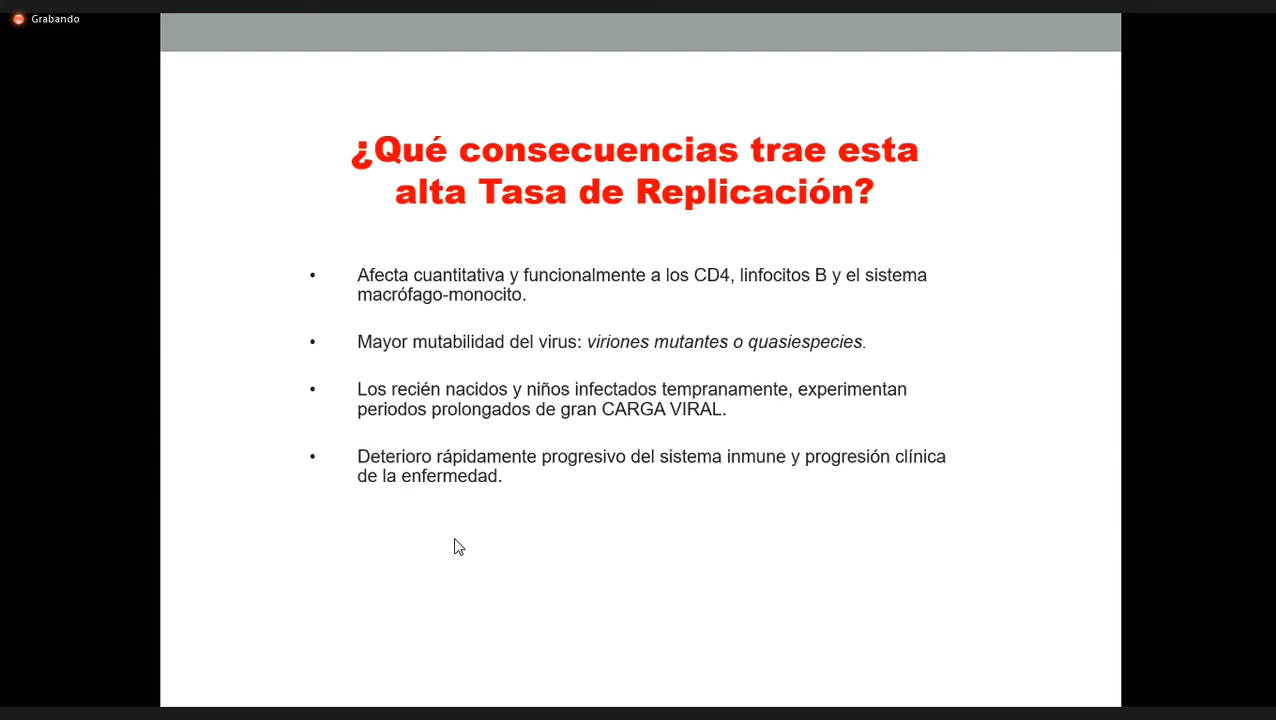 Grabando
¿Qué consecuencias trae esta
alta Tasa de Replicación?
• Afecta cuantitativa y funcionalmente a los CD4, linfocitos B y el sistema
macrófago-monocito.
• Mayor mutabilidad del virus: viriones mutantes o quasiespecies.
• Los recién nacidos y niños infectados tempranamente, experimentan
periodos prolongados de gran CARGA VIRAL.
• Deterioro rápidamente progresivo del sistema inmune y progresión clínica
de la enfermedad.